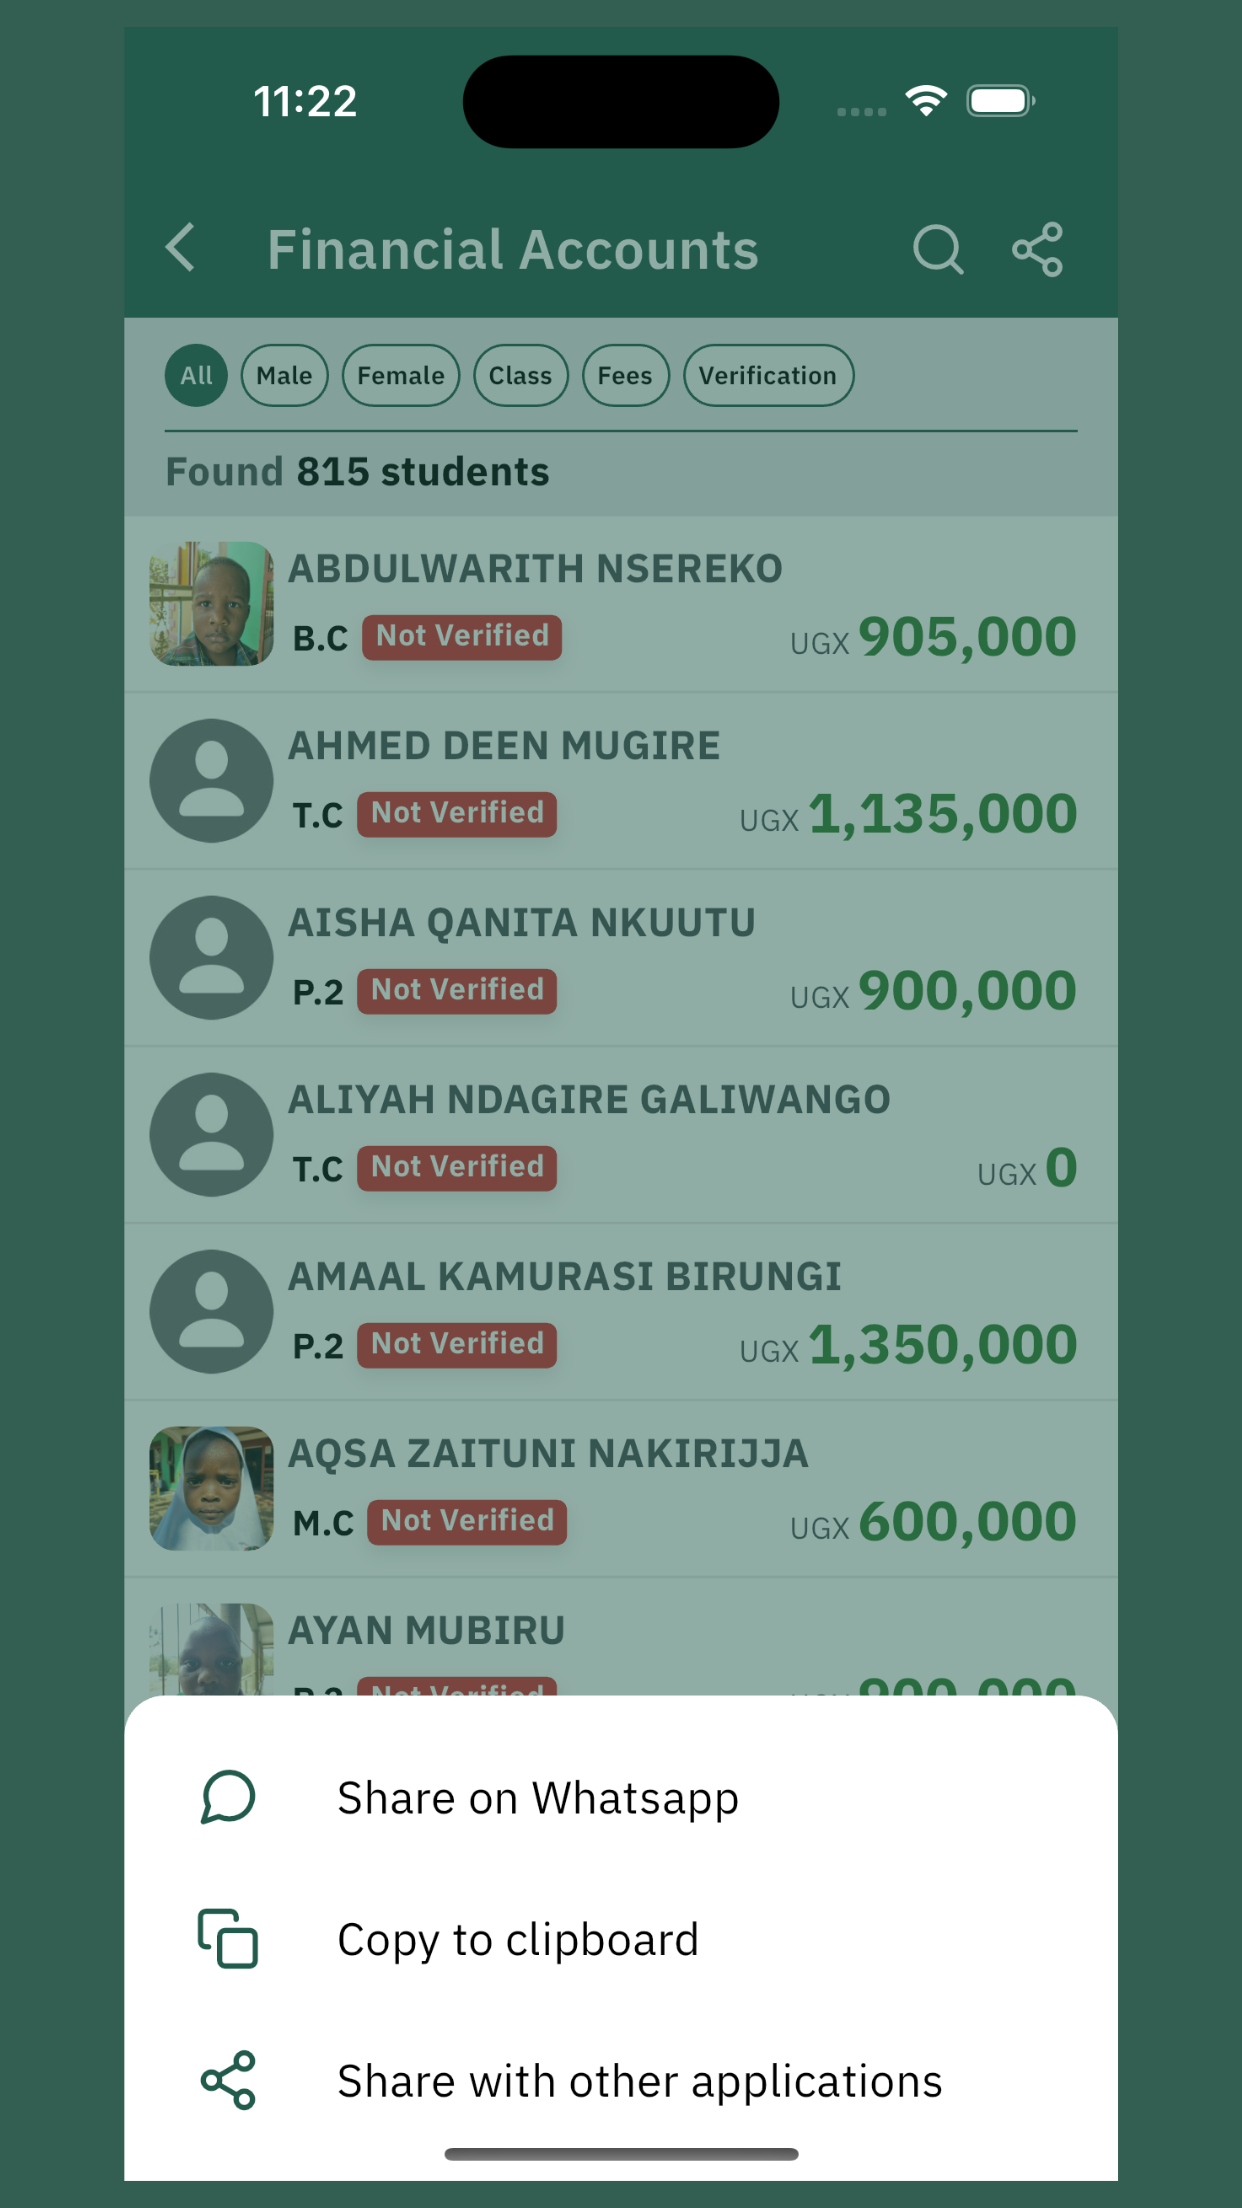 11:22
Financial Accounts
All Male Female Class Fees Verification
Found 815 students
ABDULWARITH NSEREKO
B.C Not Verified UGX 905,000
AHMED DEEN MUGIRE
T.C Not Verified UGX 1,135,000
AISHA QANITA NKUUTU
P.2 Not Verified UGX 900,000
ALIYAH NDAGIRE GALIWANGO
T.C Not Verified UGX 0
AMAAL KAMURASI BIRUNGI
P.2 Not Verified UGX 1,350,000
AQSA ZAITUNI NAKIRIJJA
M.C Not Verified UGX 600,000
AYAN MUBIRU
Not Verified
Share on Whatsapp
Copy to clipboard
Share with other applications